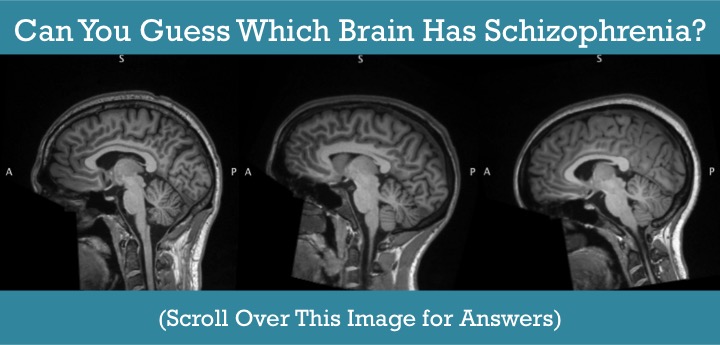 Can You Guess Which Brain Has Schizophrenia?
S S S
A P A P A P
(Scroll Over This Image for Answers)